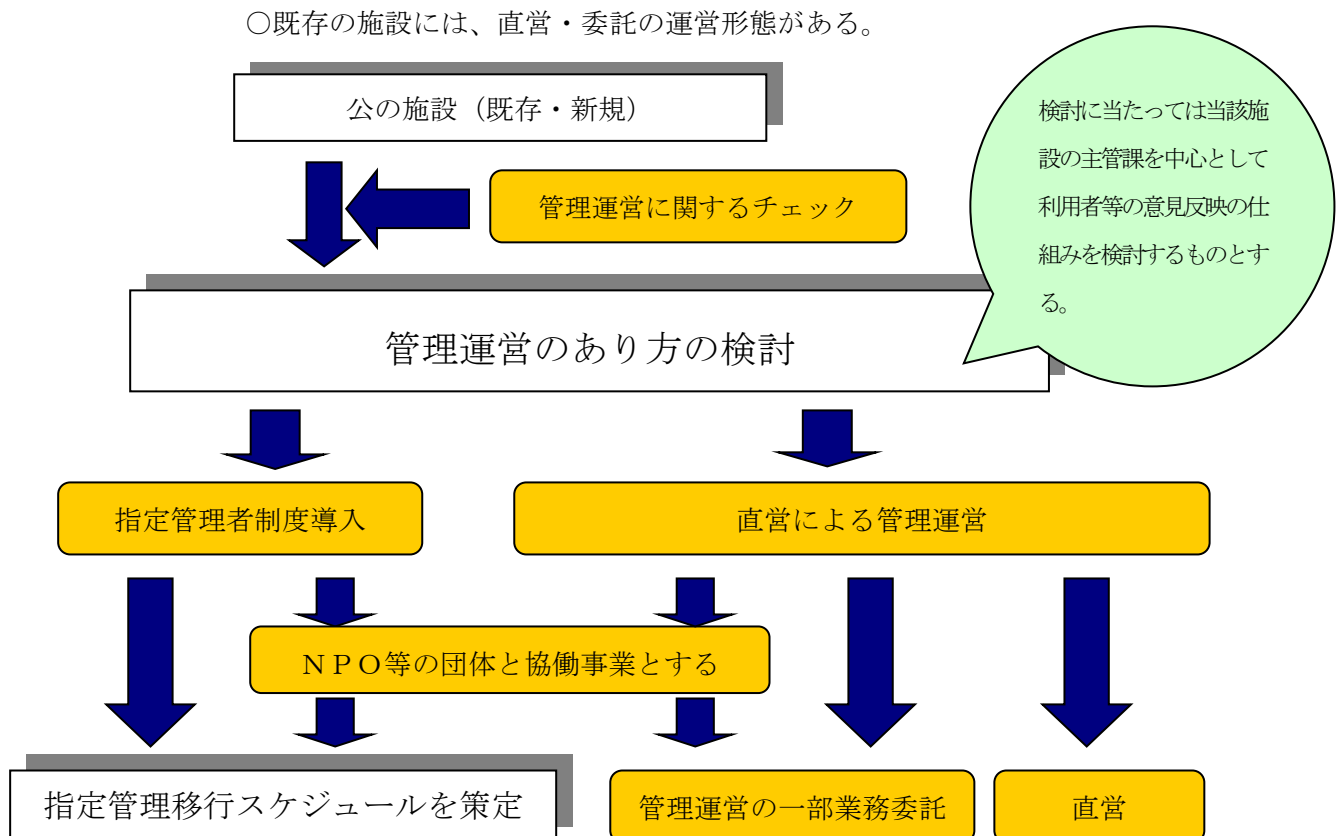 ○既存の施設には、直営・委託の運営形態がある。
公の施設（既存・新規）
管理運営に関するチェック
検討に当たっては当該施
設の主管課を中心として
利用者等の意見反映の仕
組みを検討するものとす
る。
管理運営のあり方の検討
指定管理者制度導入
直営による管理運営
ＮＰＯ等の団体と協働事業とする
指定管理移行スケジュールを策定
管理運営の一部業務委託
直営